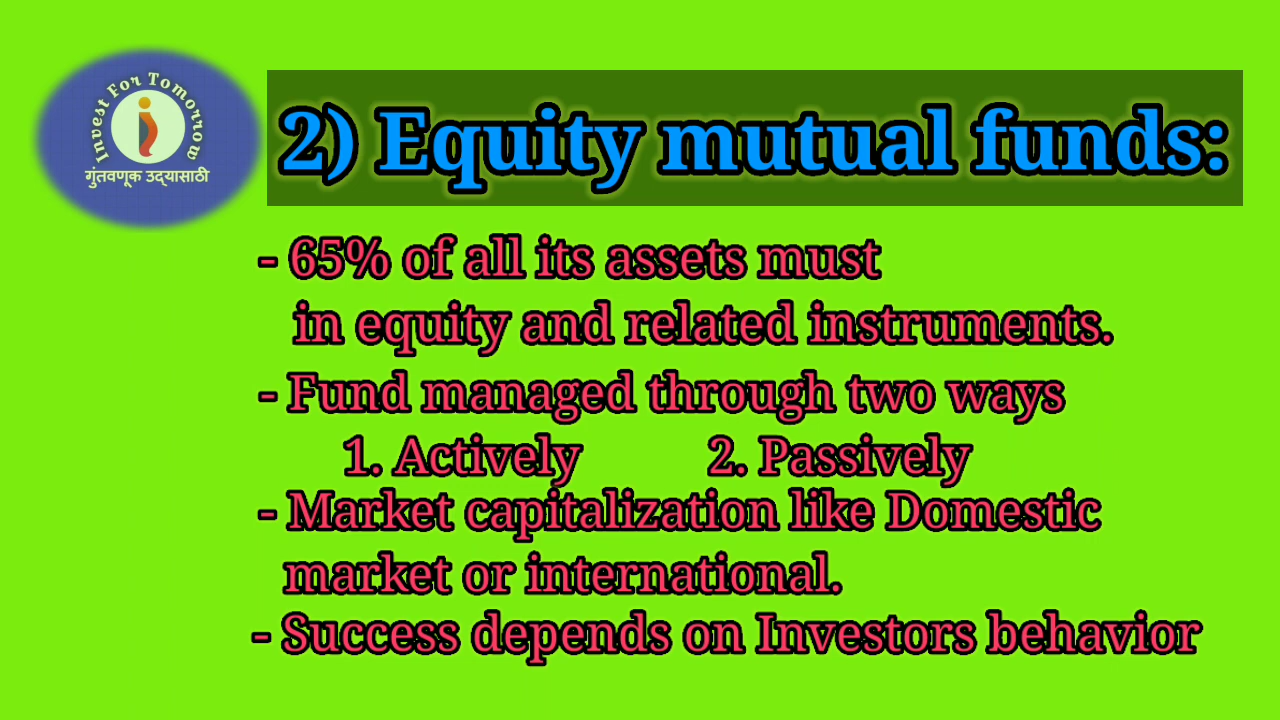 Invest For Tomorrow
गुंतवणूक उद्यासाठी
2) Equity mutual funds:
- 65% of all its assets must
in equity and related instruments.
- Fund managed through two ways
1. Actively 2. Passively
- Market capitalization like Domestic
market or international.
- Success depends on Investors behavior